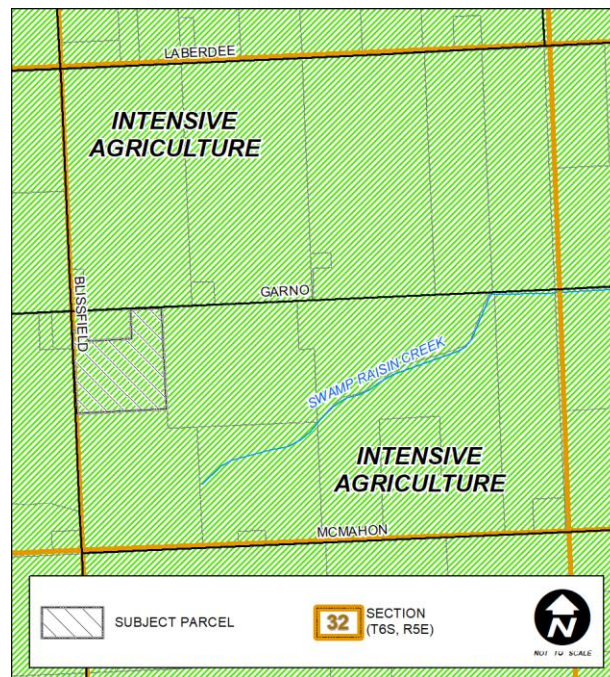 LABERDEE
INTENSIVE
AGRICULTURE
BLISSFIELD
GARNO
SWAMP RAISIN CREEK
INTENSIVE
AGRICULTURE
MCMAHON
SUBJECT PARCEL
32
SECTION
(T6S, R5E)
N
NOT TO SCALE